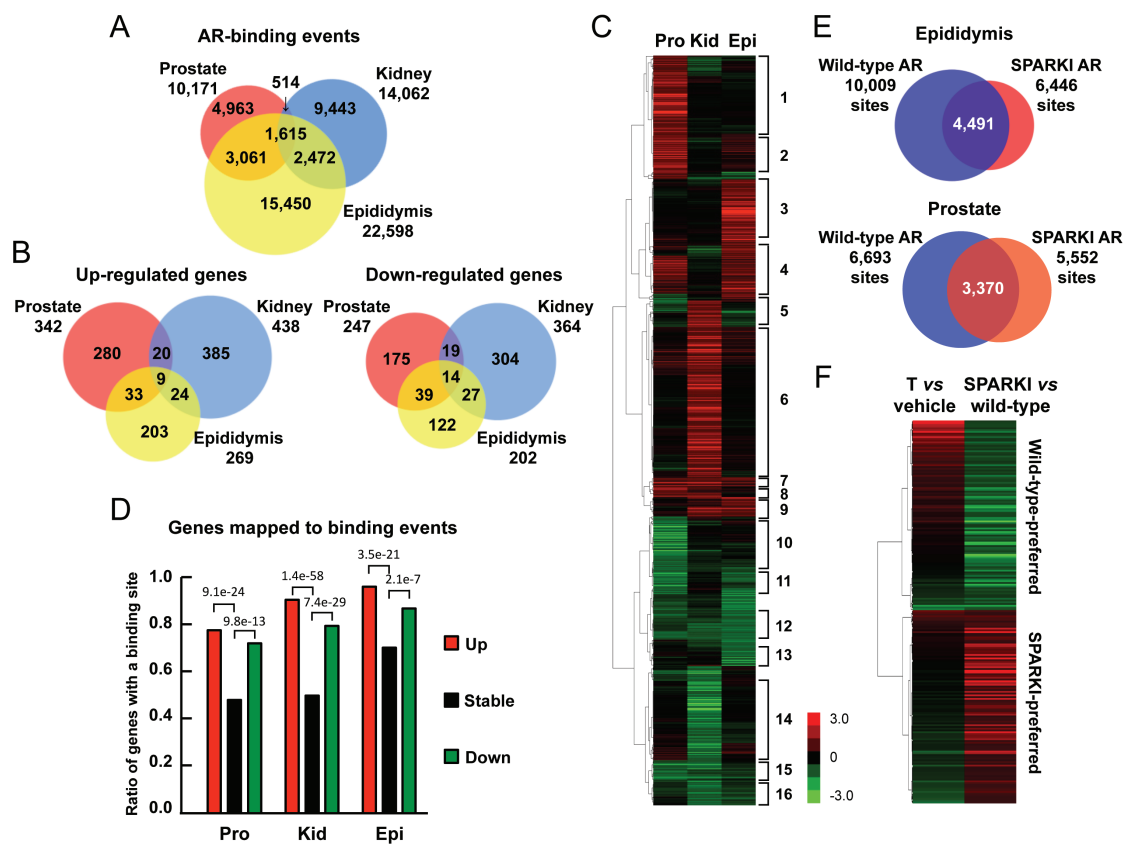 A
AR-binding events
Prostate
10,171
514
Kidney
14,062
4,963
9,443
1,615
3,061
2,472
15,450
Epididymis
22,598
B
Up-regulated genes
Prostate
342
Kidney
438
280
20
385
9
33
24
203
Epididymis
269
Down-regulated genes
Prostate
247
Kidney
364
175
19
304
14
39
27
122
Epididymis
202
C
Pro Kid Epi
1
2
3
4
5
6
7
8
9
10
11
12
13
14
15
16
3.0
0
-3.0
D
Genes mapped to binding events
Ratio of genes with a binding site
1.0
0.8
0.6
0.4
0.2
0.0
9.1e-24
9.8e-13
1.4e-58
7.4e-29
3.5e-21
2.1e-7
Up
Stable
Down
Pro
Kid
Epi
E
Epididymis
Wild-type AR
10,009
sites
SPARKI AR
6,446
sites
4,491
Prostate
Wild-type AR
6,693
sites
SPARKI AR
5,552
sites
3,370
F
T vs
vehicle
SPARKI vs
wild-type
Wild-type-preferred
SPARKI-preferred